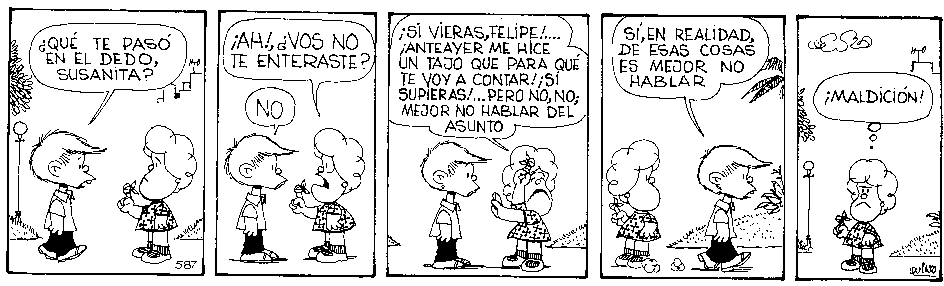 ¿QUÉ TE PASÓ
EN EL DEDO,
SUSANITA?
587
¡AH!, ¿VOS NO
TE ENTERASTE?
NO
¡SI VIERAS, FELIPE!...
¡ANTEAYER ME HICE
UN TAJO QUE PARA QUÉ
TE VOY A CONTAR! ¡SI
SUPIERAS!... PERO NO, NO;
MEJOR NO HABLAR DEL
ASUNTO
SÍ, EN REALIDAD,
DE ESAS COSAS
ES MEJOR NO
HABLAR
¡MALDICIÓN!
QUINO